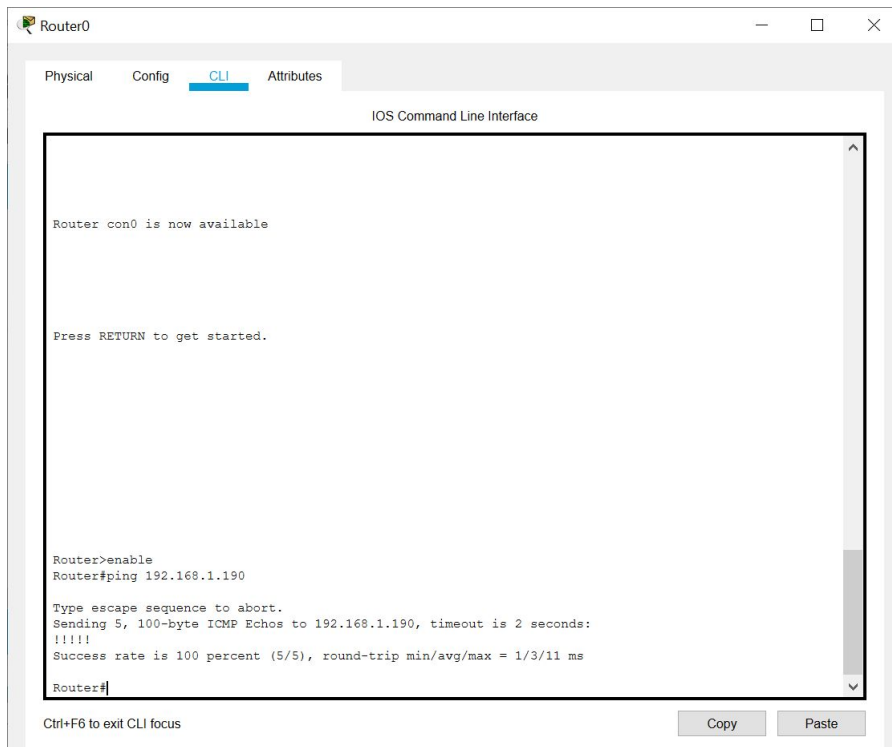 Router0
Physical Config CLI Attributes
IOS Command Line Interface
Router con0 is now available
Press RETURN to get started.
Router>enable
Router#ping 192.168.1.190
Type escape sequence to abort.
Sending 5, 100-byte ICMP Echos to 192.168.1.190, timeout is 2 seconds:
!!!!!
Success rate is 100 percent (5/5), round-trip min/avg/max = 1/3/11 ms
Router#
Ctrl+F6 to exit CLI focus
Copy Paste